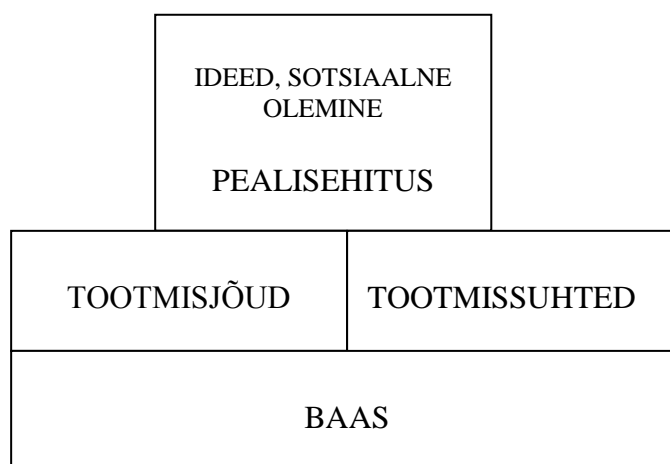 IDEED, SOTSIAALNE
OLEMINE
PEALISEHITUS
TOOTMISJÕUD
TOOTMISSUHTED
BAAS